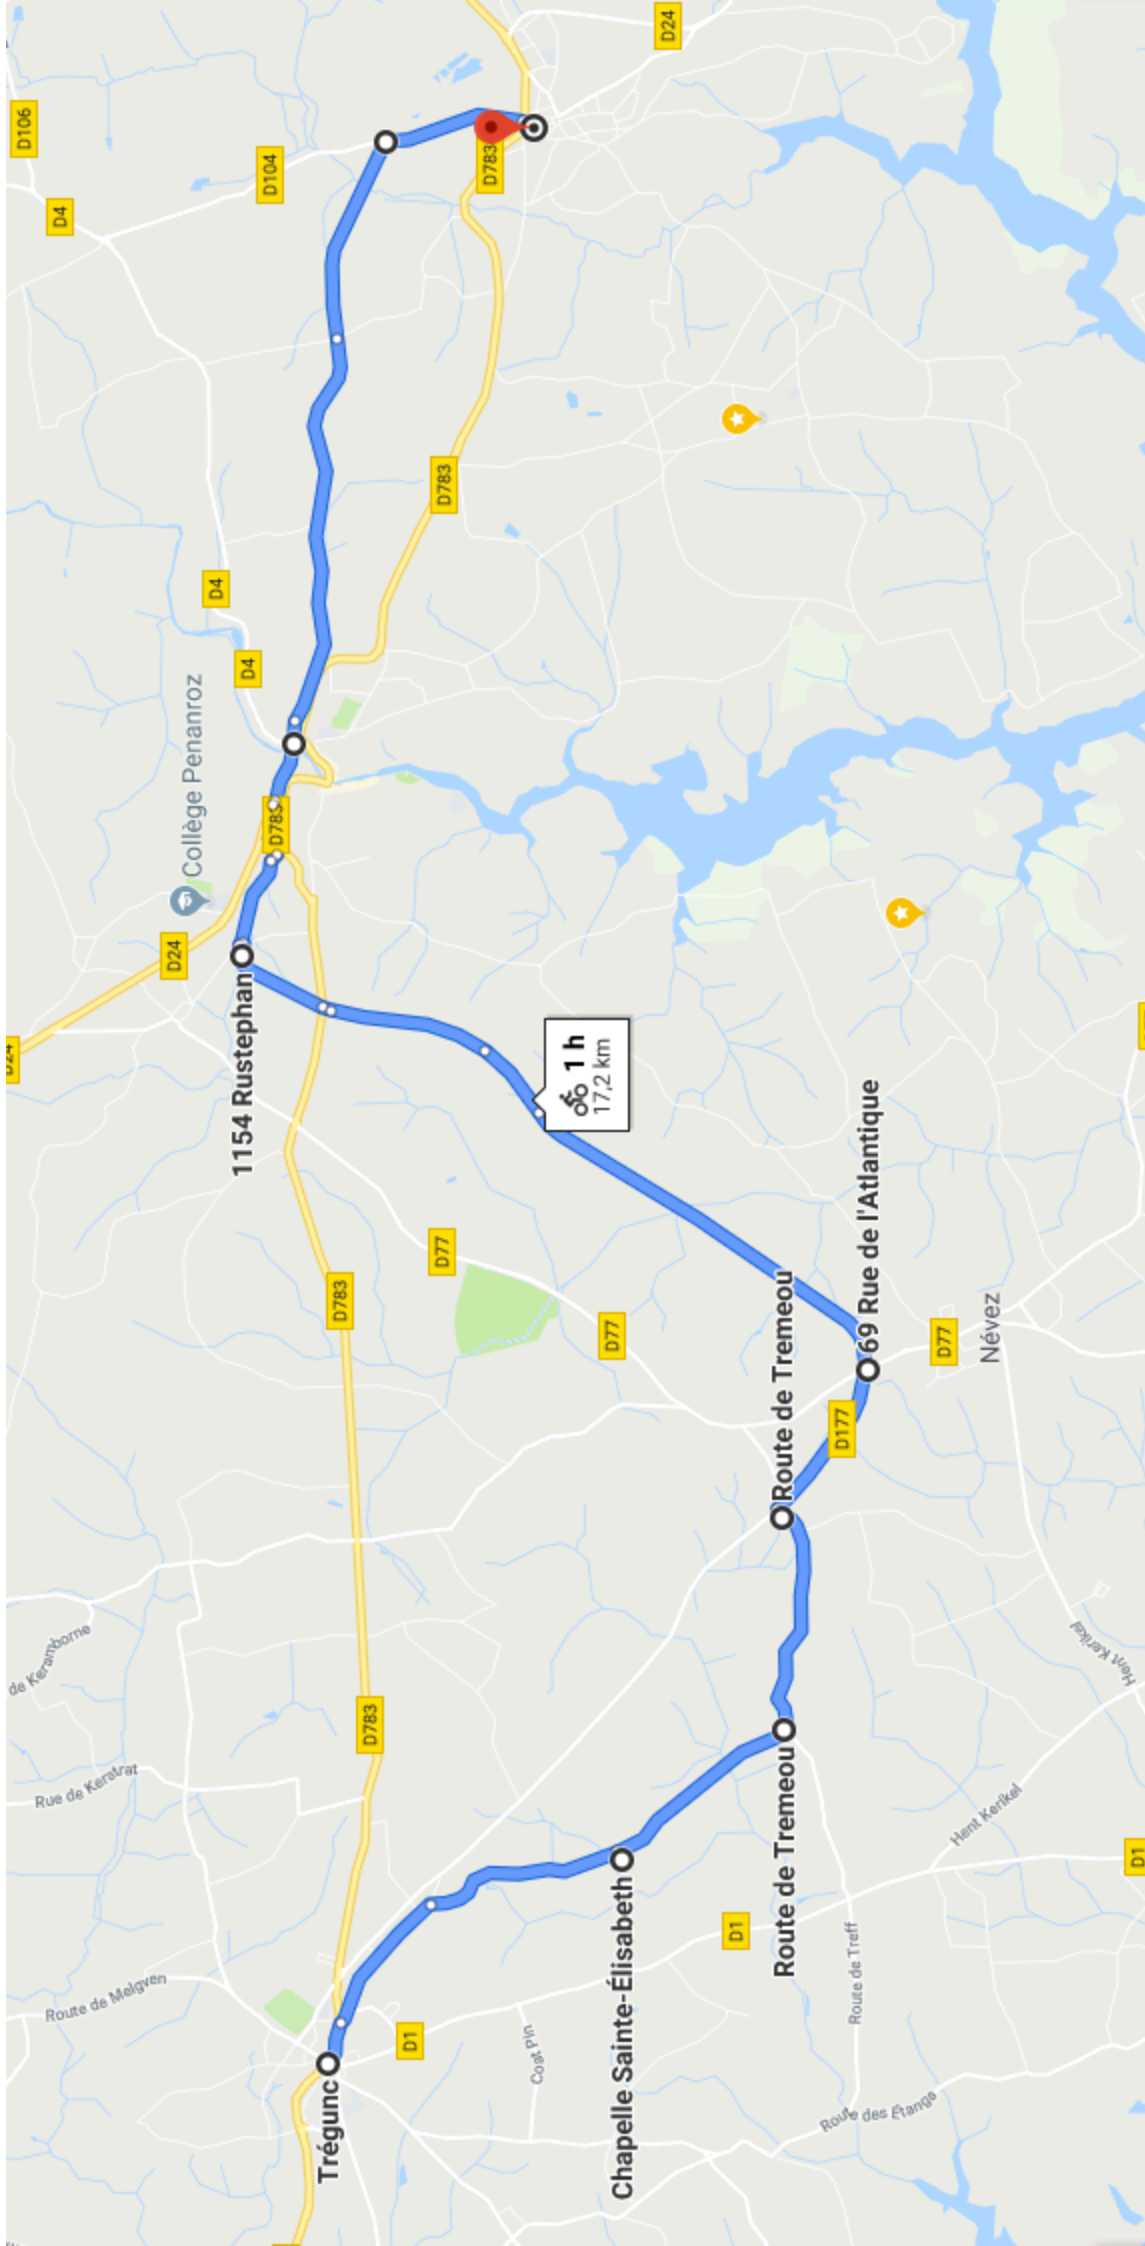 D24
D106
de Keramborne
D4
Rue de Kerstrat
Route de Melgven
D24
Collège Penanroz
D4
1154 Rustephan
D4
D104
D783
Trégunc
D783
D783
D1
D77
D783
D783
Coat Pin
1 h
17,2 km
D77
Chapelle Sainte-Élisabeth
D24
D1
Route de Tremeou
Route de Tremeou
D177
Route de Treff
69 Rue de l'Atlantique
Route des Étangs
D77
Hent Kerikel
Névez
Hent Kerikel
D1